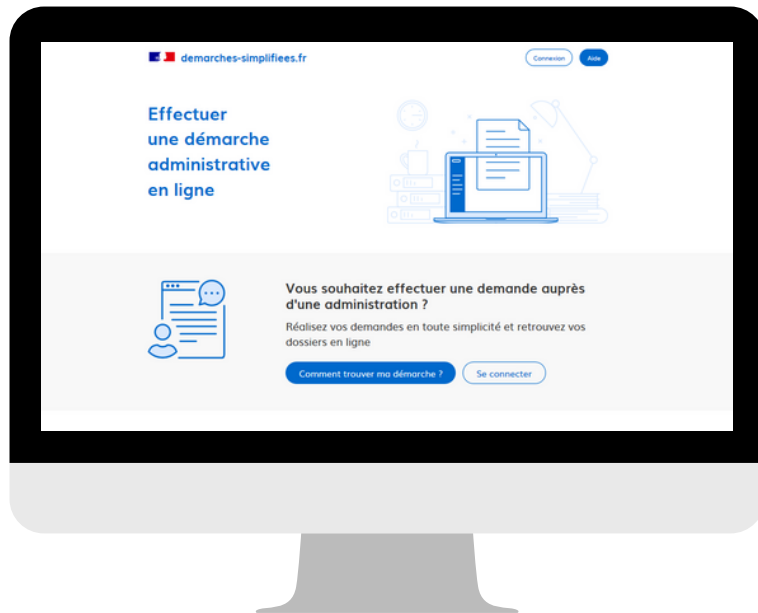 demarches-simplifiees.fr
Connexion
Aide
Effectuer
une démarche
administrative
en ligne
Vous souhaitez effectuer une demande auprès
d'une administration ?
Réalisez vos demandes en toute simplicité et retrouvez vos
dossiers en ligne
Comment trouver ma démarche ?
Se connecter